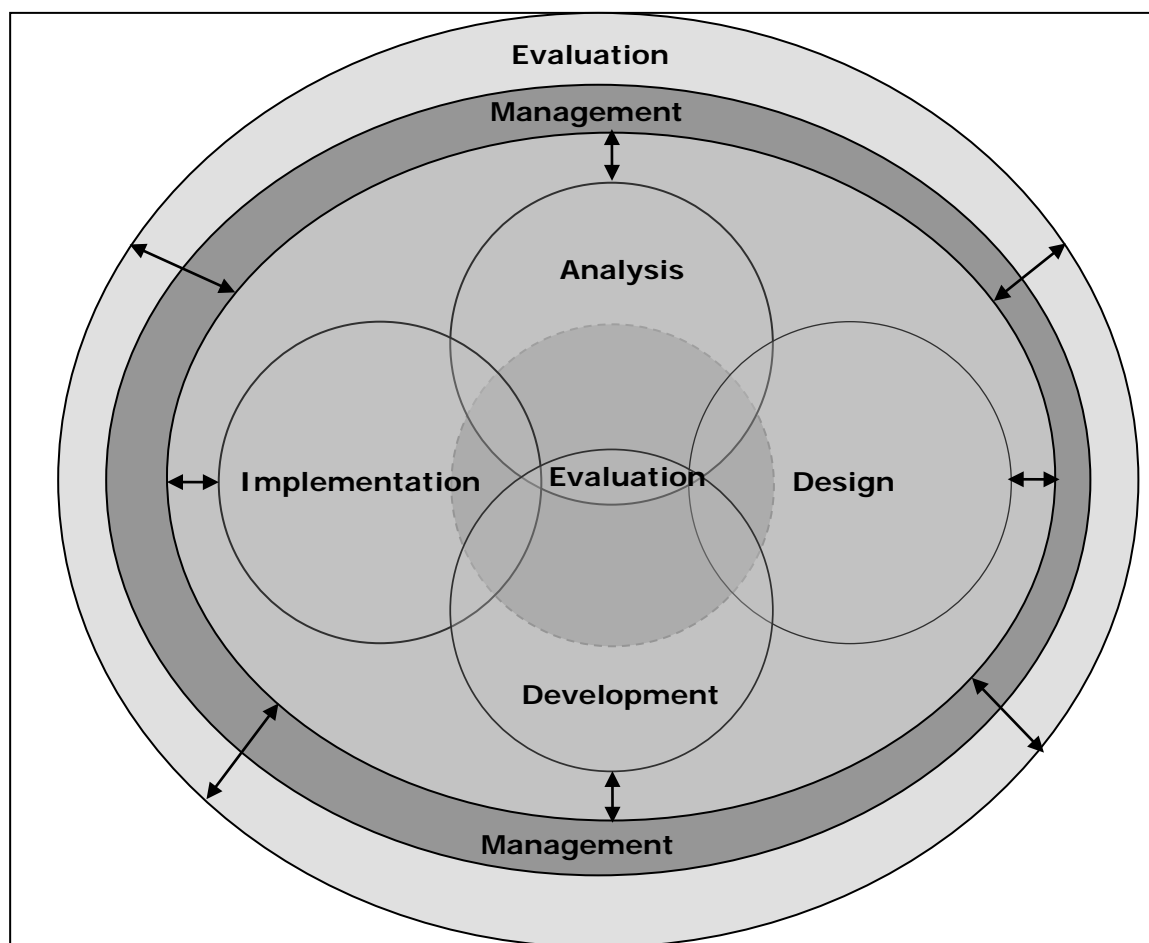 Evaluation
Management
Analysis
Implementation
Evaluation
Design
Development
Management